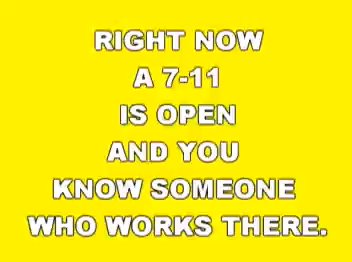 RIGHT NOW
A 7-11
IS OPEN
AND YOU
KNOW SOMEONE
WHO WORKS THERE.